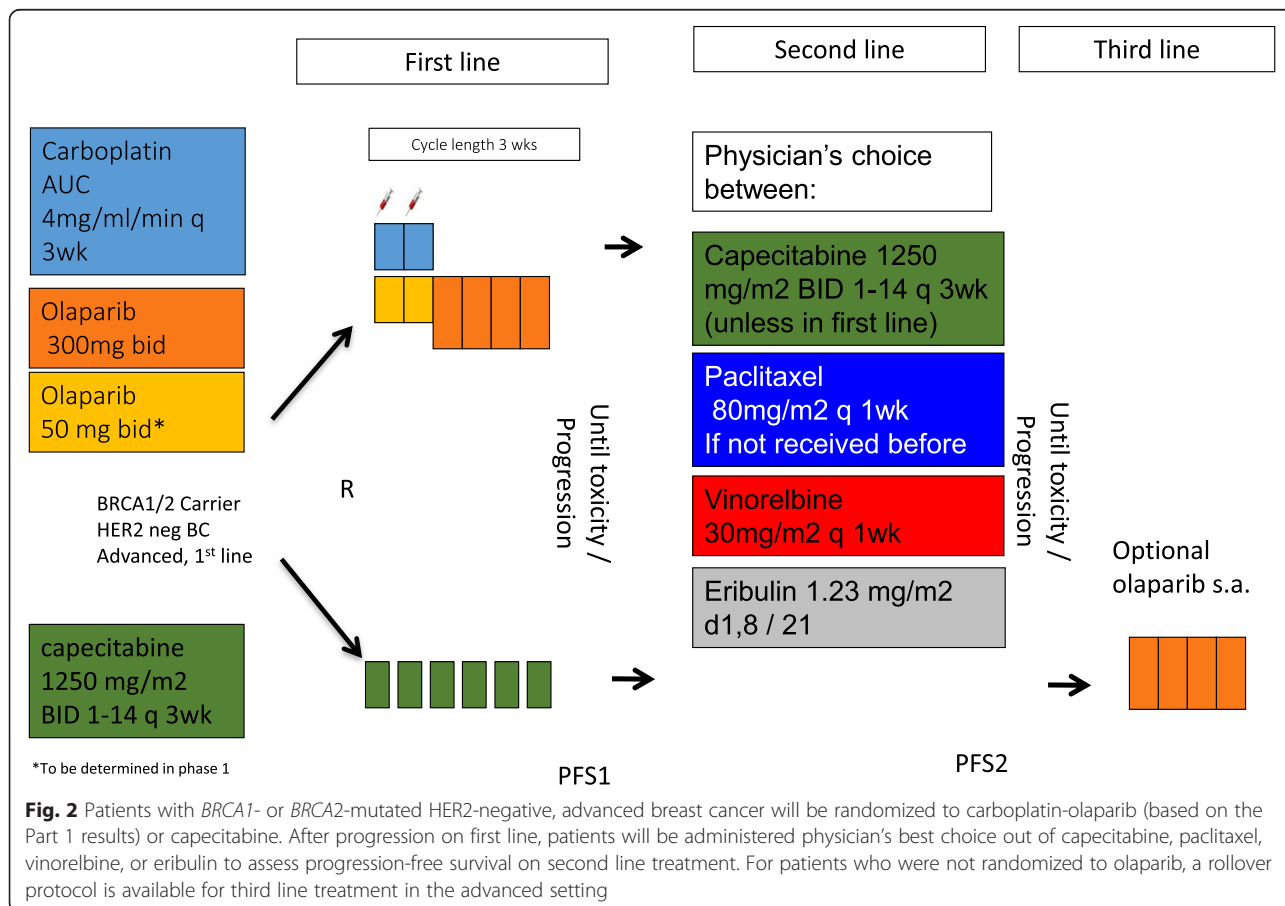 First line
Second line
Third line
Carboplatin
AUC
4mg/ml/min q
3wk
Olaparib
300mg bid
Olaparib
50 mg bid*
BRCA1/2 Carrier
HER2 neg BC
Advanced, 1st line
capecitabine
1250 mg/m2
BID 1-14 q 3wk
*To be determined in phase 1
R
Cycle length 3 wks
Until toxicity /
Progression
PFS1
Physician's choice
between:
Capecitabine 1250
mg/m2 BID 1-14 q 3wk
(unless in first line)
Paclitaxel
80mg/m2 q 1wk
If not received before
Vinorelbine
30mg/m2 q 1wk
Eribulin 1.23 mg/m2
d1,8 / 21
Until toxicity /
Progression
PFS2
Optional
olaparib s.a.
Fig. 2 Patients with BRCA1- or BRCA2-mutated HER2-negative, advanced breast cancer will be randomized to carboplatin-olaparib (based on the
Part 1 results) or capecitabine. After progression on first line, patients will be administered physician's best choice out of capecitabine, paclitaxel,
vinorelbine, or eribulin to assess progression-free survival on second line treatment. For patients who were not randomized to olaparib, a rollover
protocol is available for third line treatment in the advanced setting